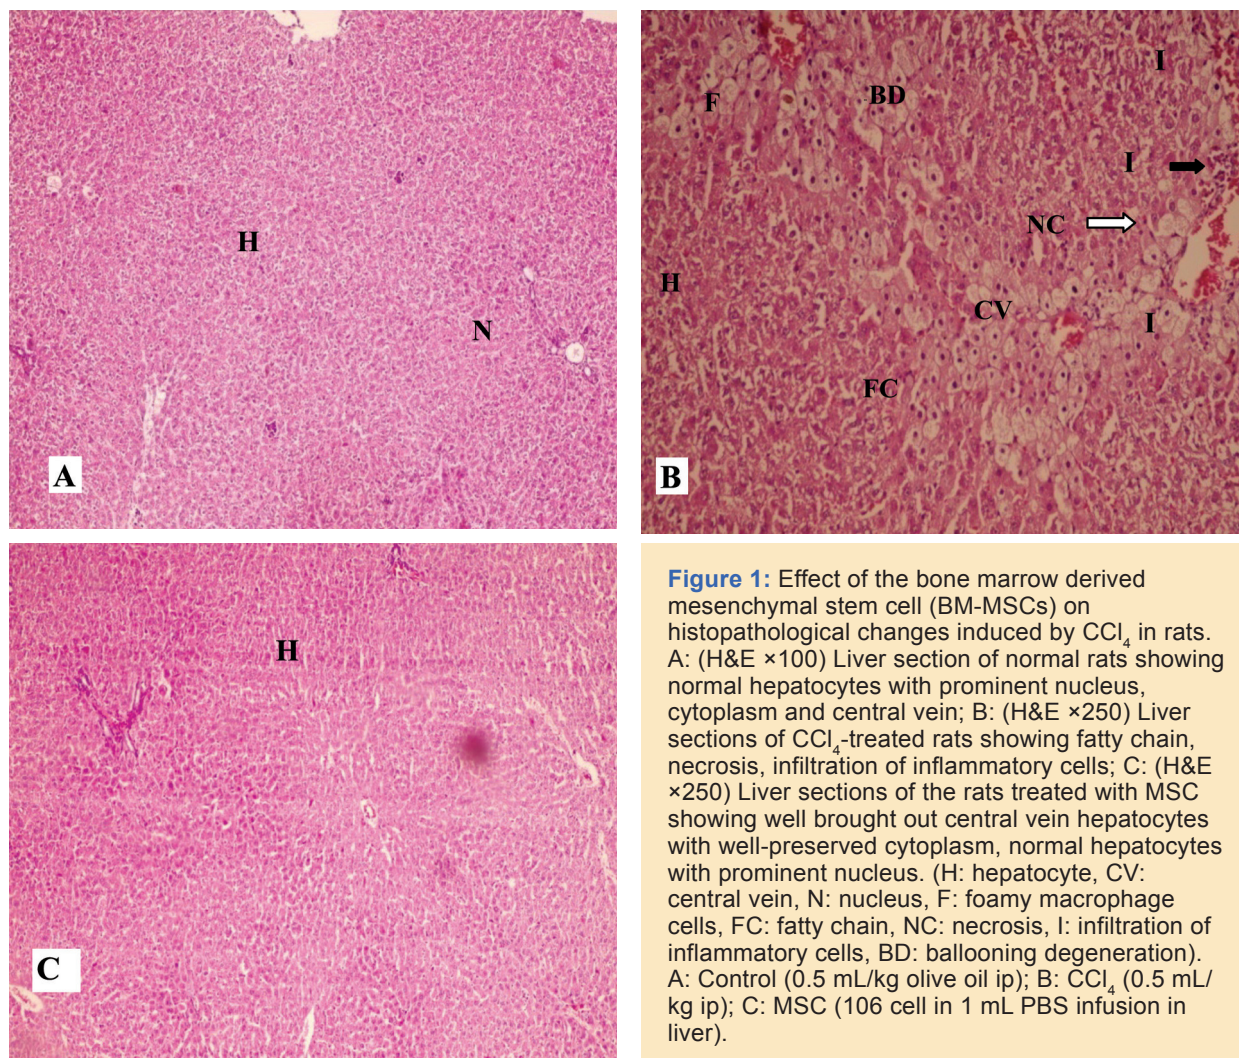 H
N
A
F
BD
I
I
NC
H
CV
I
FC
B
H
C
Figure 1: Effect of the bone marrow derived
mesenchymal stem cell (BM-MSCs) on
histopathological changes induced by CCl₄ in rats.
A: (H&E ×100) Liver section of normal rats showing
normal hepatocytes with prominent nucleus,
cytoplasm and central vein; B: (H&E ×250) Liver
sections of CCl₄-treated rats showing fatty chain,
necrosis, infiltration of inflammatory cells; C: (H&E
×250) Liver sections of the rats treated with MSC
showing well brought out central vein hepatocytes
with well-preserved cytoplasm, normal hepatocytes
with prominent nucleus. (H: hepatocyte, CV:
central vein, N: nucleus, F: foamy macrophage
cells, FC: fatty chain, NC: necrosis, I: infiltration of
inflammatory cells, BD: ballooning degeneration).
A: Control (0.5 mL/kg olive oil ip); B: CCl₄ (0.5 mL/
kg ip); C: MSC (106 cell in 1 mL PBS infusion in
liver).